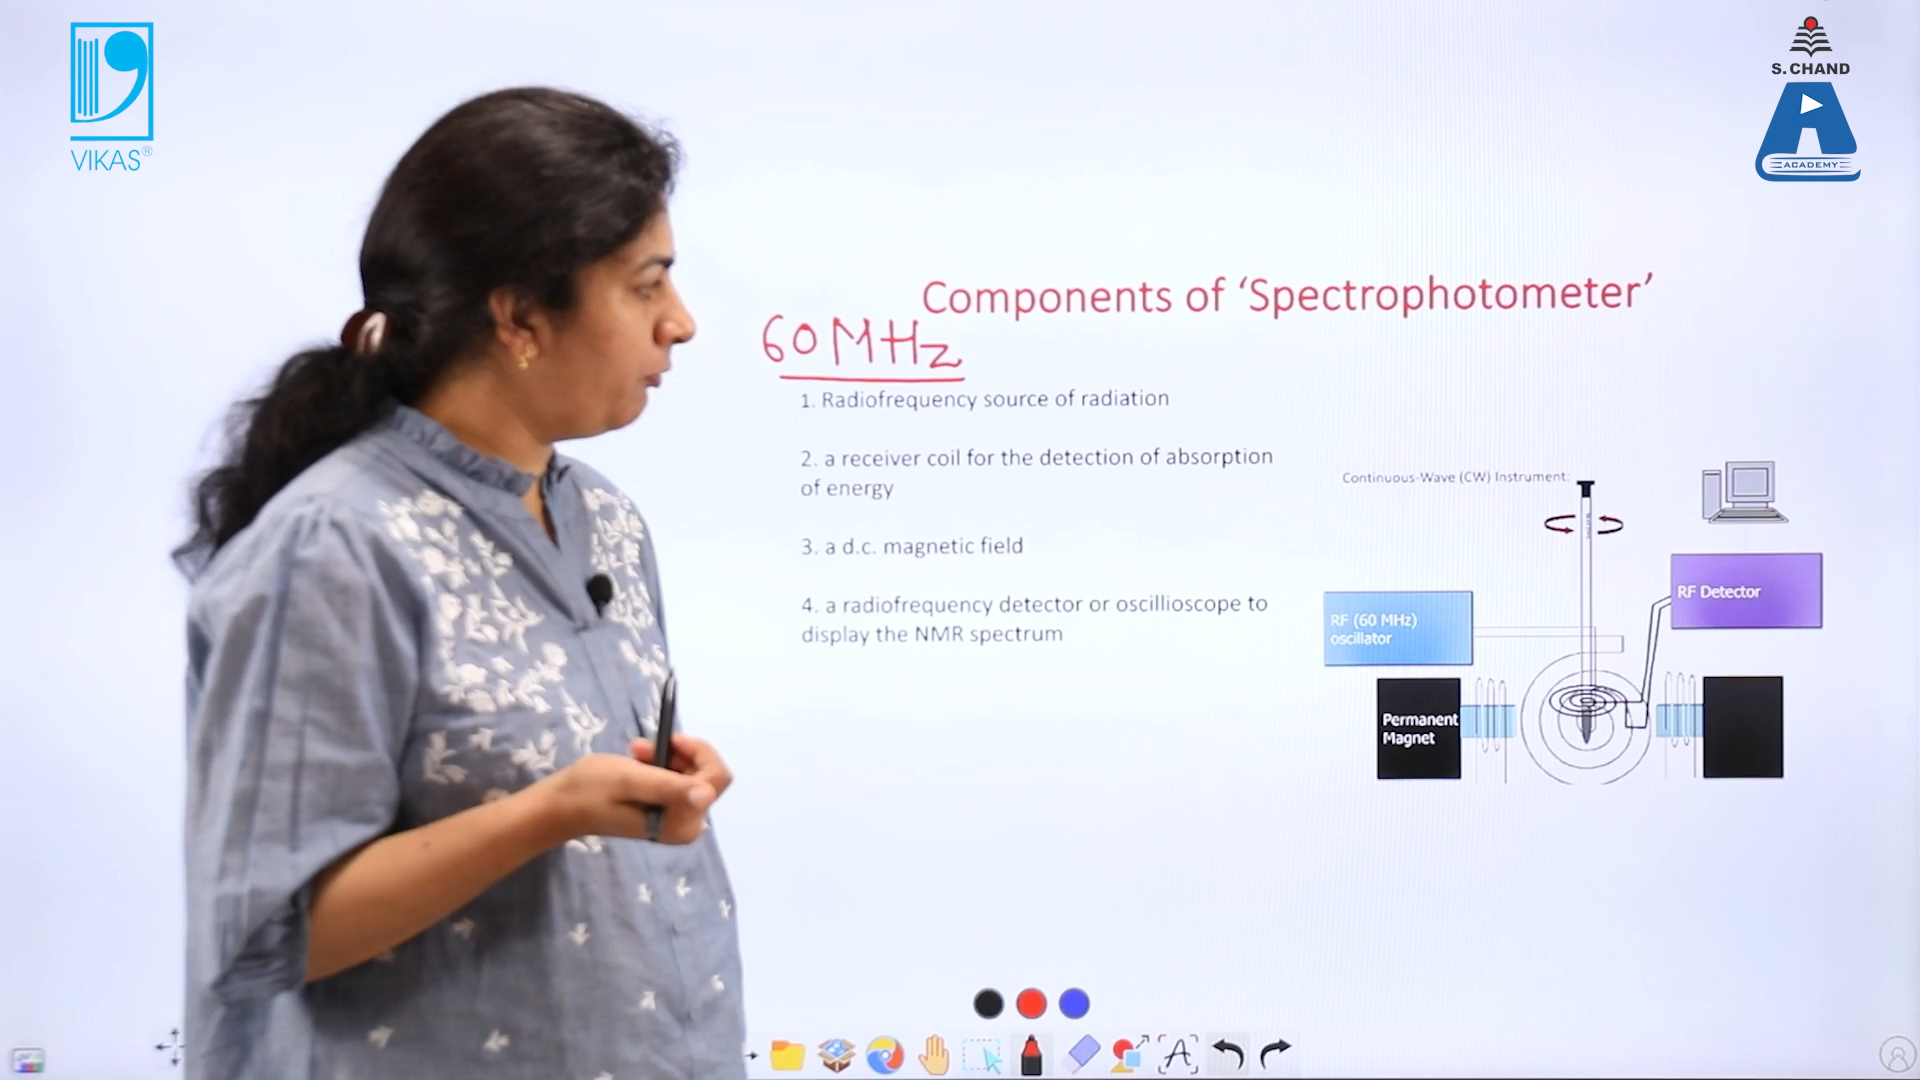 VIKAS®
S. CHAND
ACADEMY
Components of ‘Spectrophotometer’
60 MHz
1. Radiofrequency source of radiation
2. a receiver coil for the detection of absorption
of energy
3. a d.c. magnetic field
4. a radiofrequency detector or oscillioscope to
display the NMR spectrum
Continuous-Wave (CW) Instrument:
RF Detector
RF (60 MHz)
oscillator
Permanent
Magnet
A